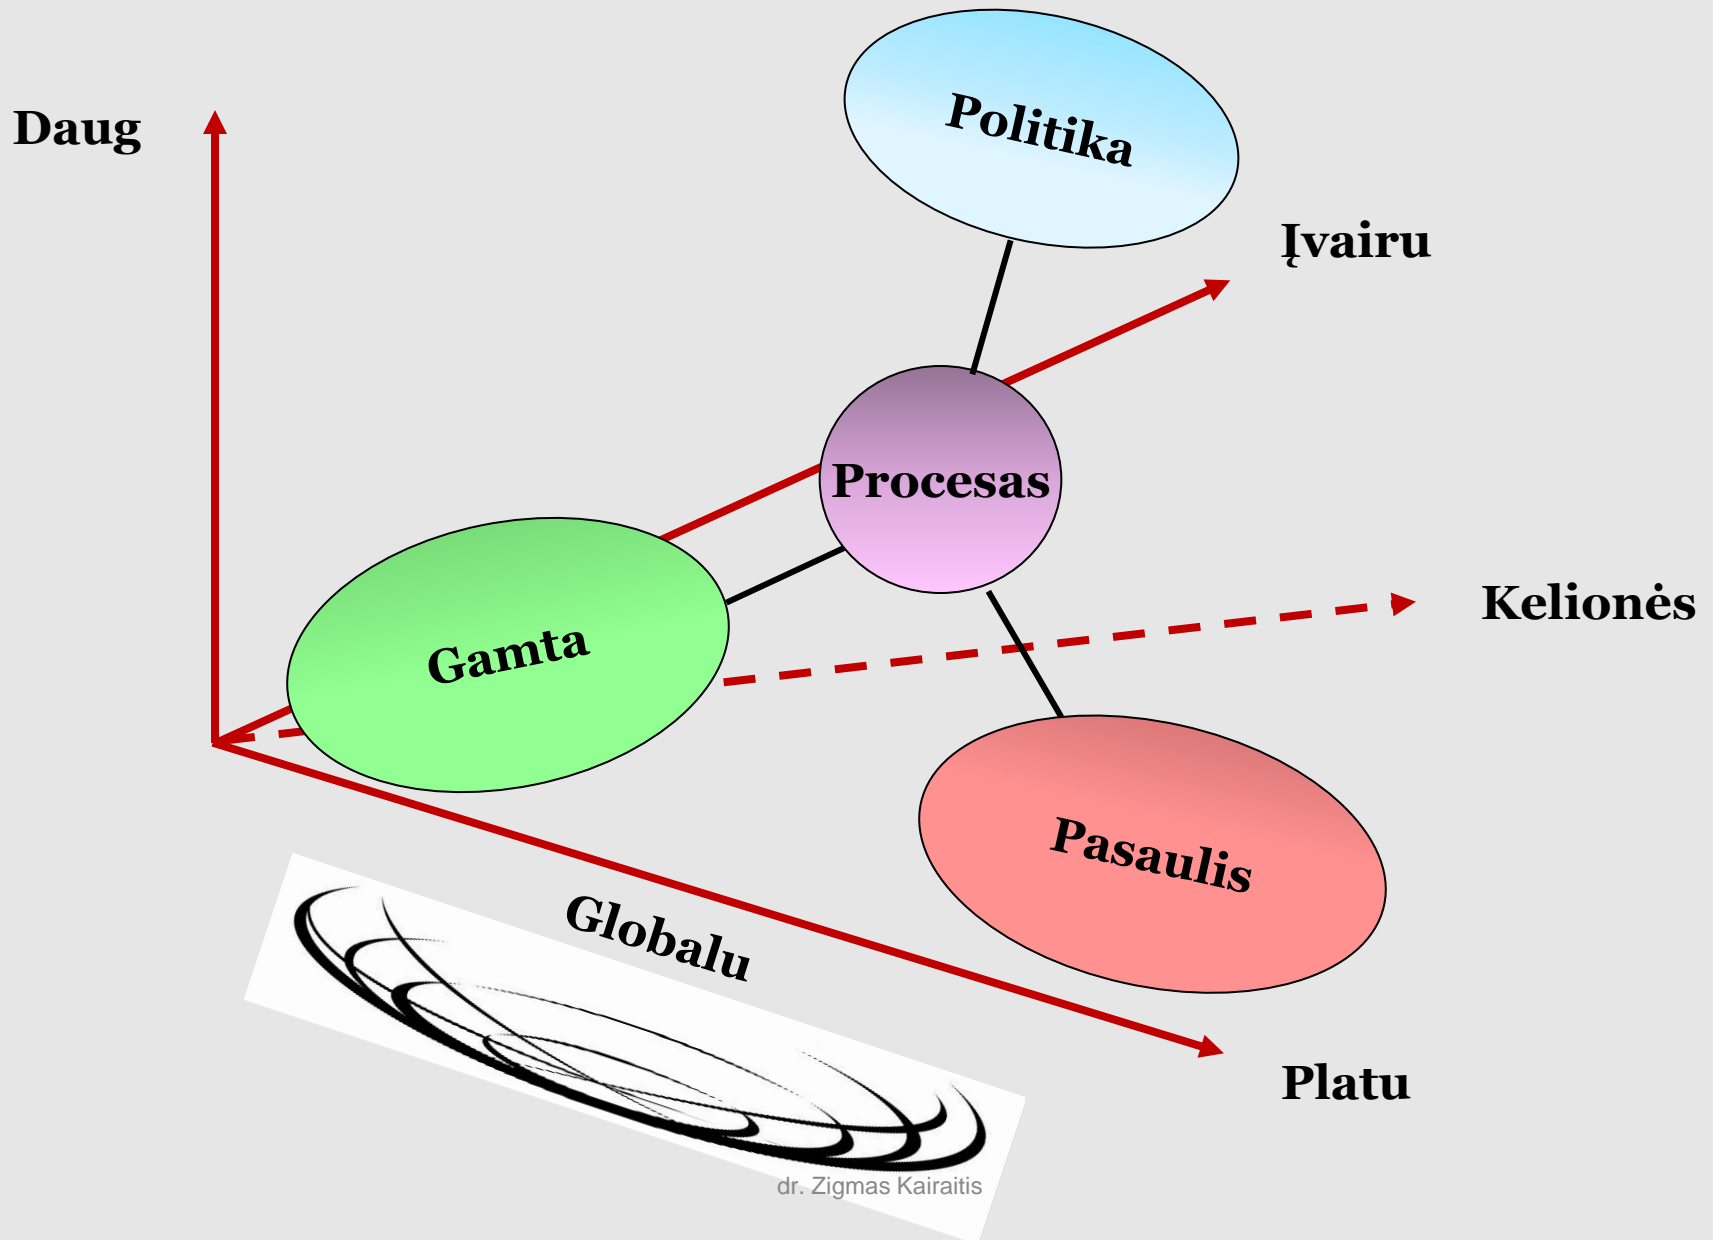 Politika
Daug
Įvairu
Procesas
Kelionės
Gamta
Pasaulis
Globalu
Platu
dr. Zigmas Kairaitis